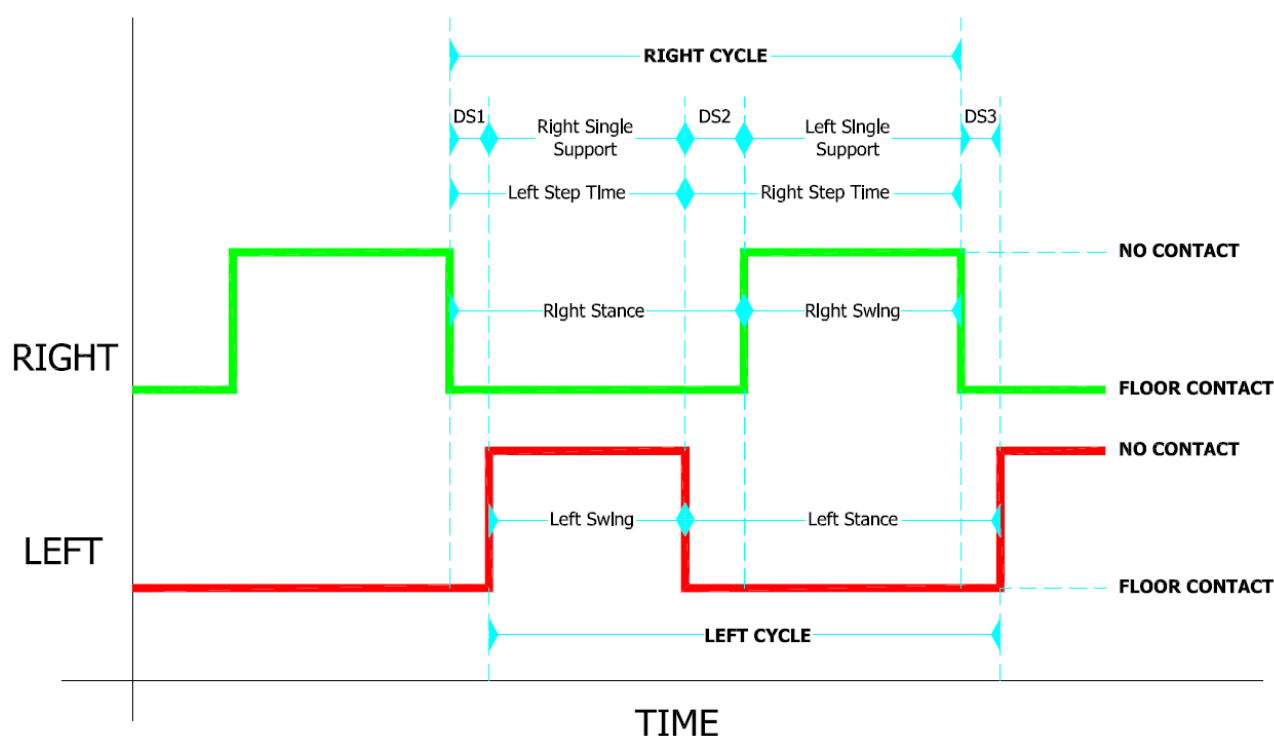 RIGHT CYCLE
DS1
Right Single
Support
DS2
Left Single
Support
DS3
Left Step Time
Right Step Time
NO CONTACT
Right Stance
Right Swing
RIGHT
FLOOR CONTACT
NO CONTACT
Left Swing
Left Stance
LEFT
FLOOR CONTACT
LEFT CYCLE
TIME